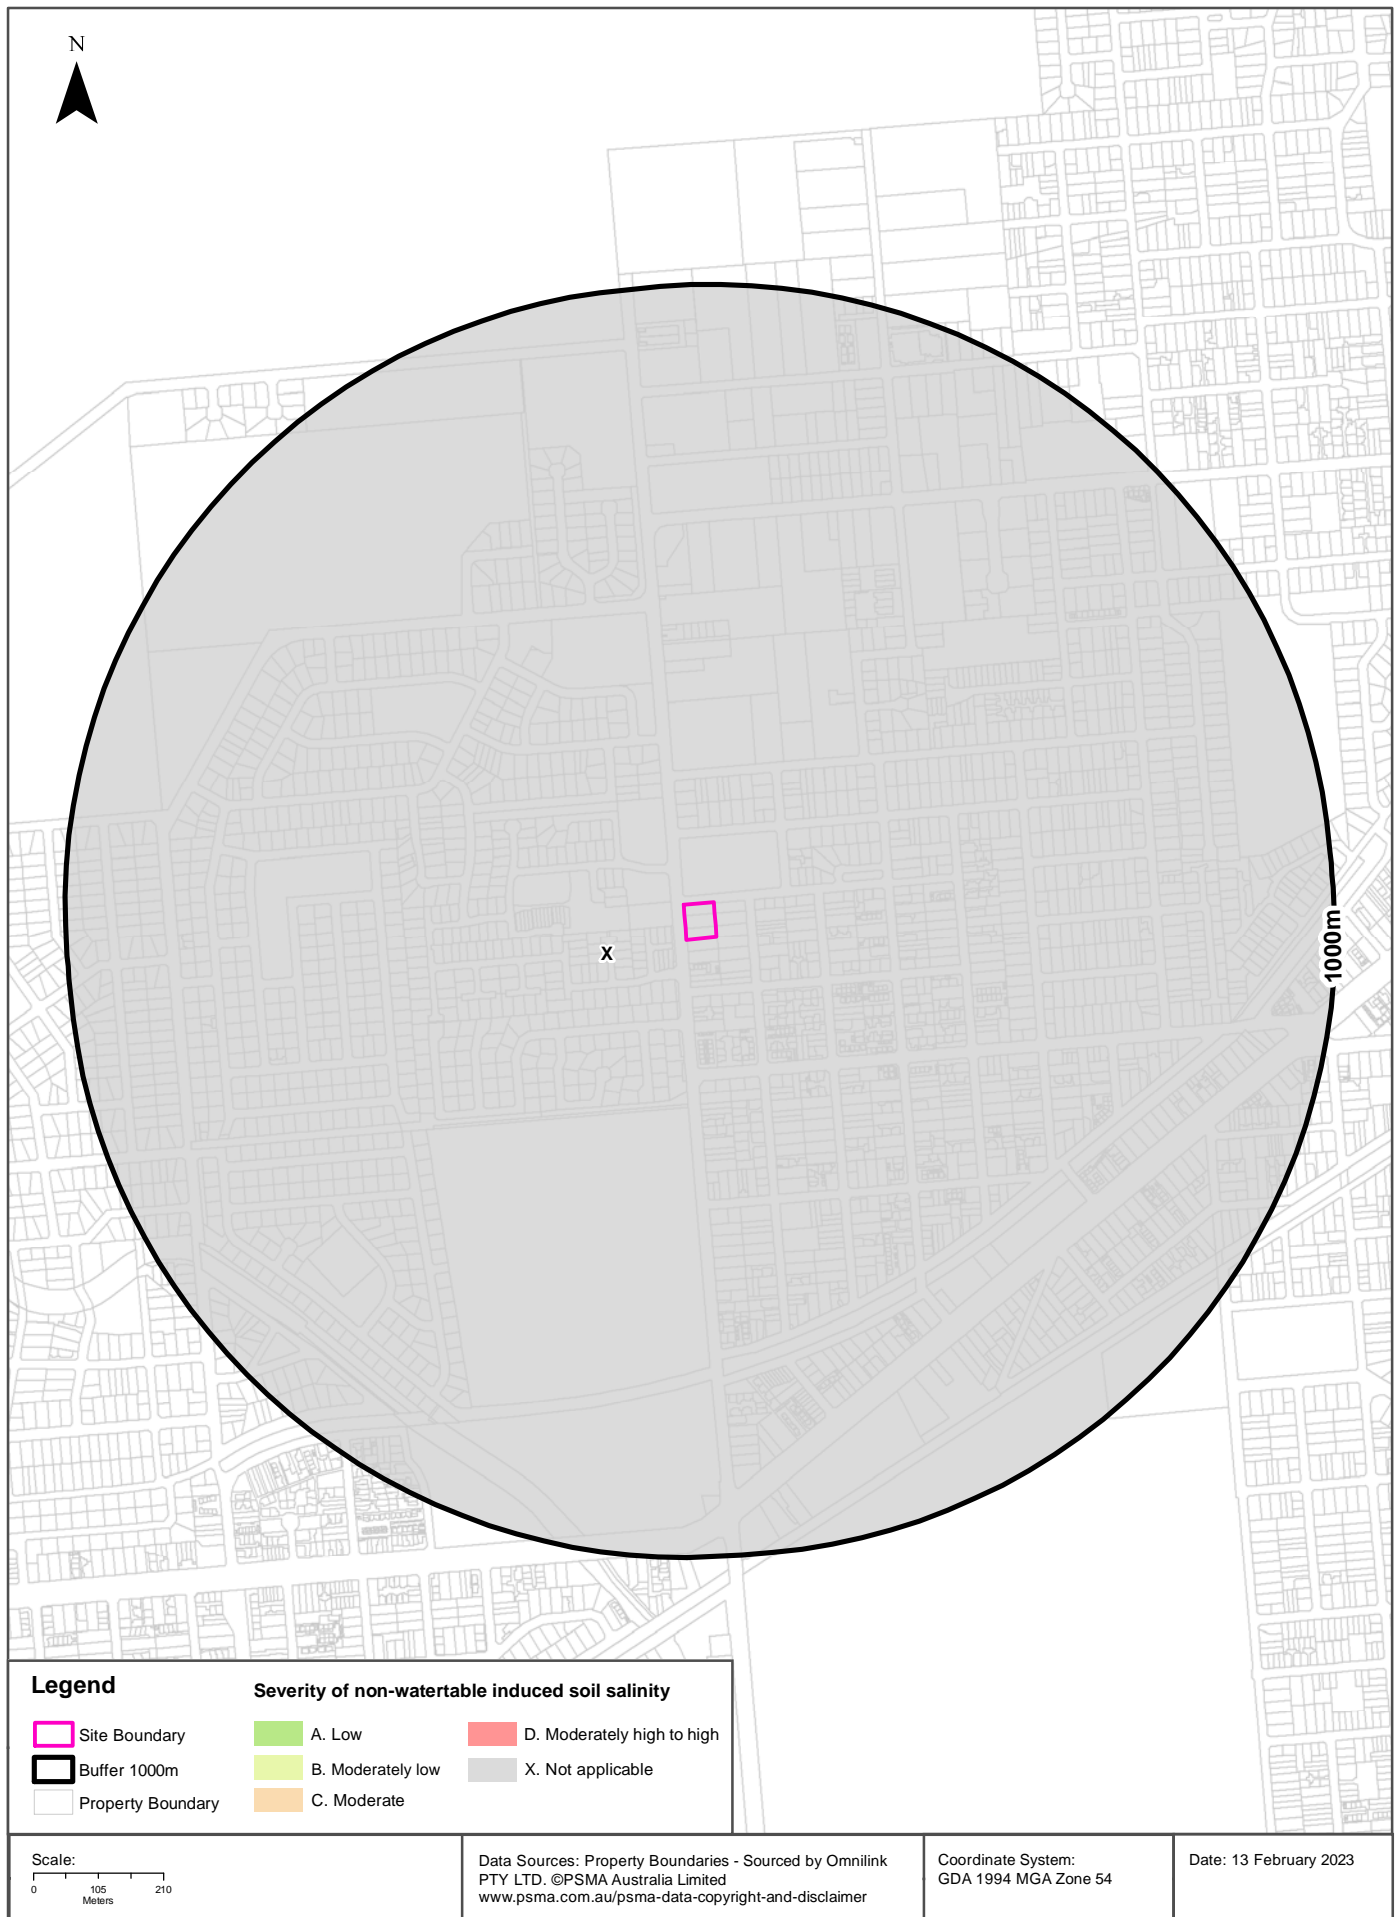 N
X
1000m
Legend
Site Boundary
Buffer 1000m
Property Boundary
Severity of non-watertable induced soil salinity
A. Low
B. Moderately low
C. Moderate
D. Moderately high to high
X. Not applicable
Scale:
0 105 210
Meters
Data Sources: Property Boundaries - Sourced by Omnilink
PTY LTD. ©PSMA Australia Limited
www.psma.com.au/psma-data-copyright-and-disclaimer
Coordinate System:
GDA 1994 MGA Zone 54
Date: 13 February 2023